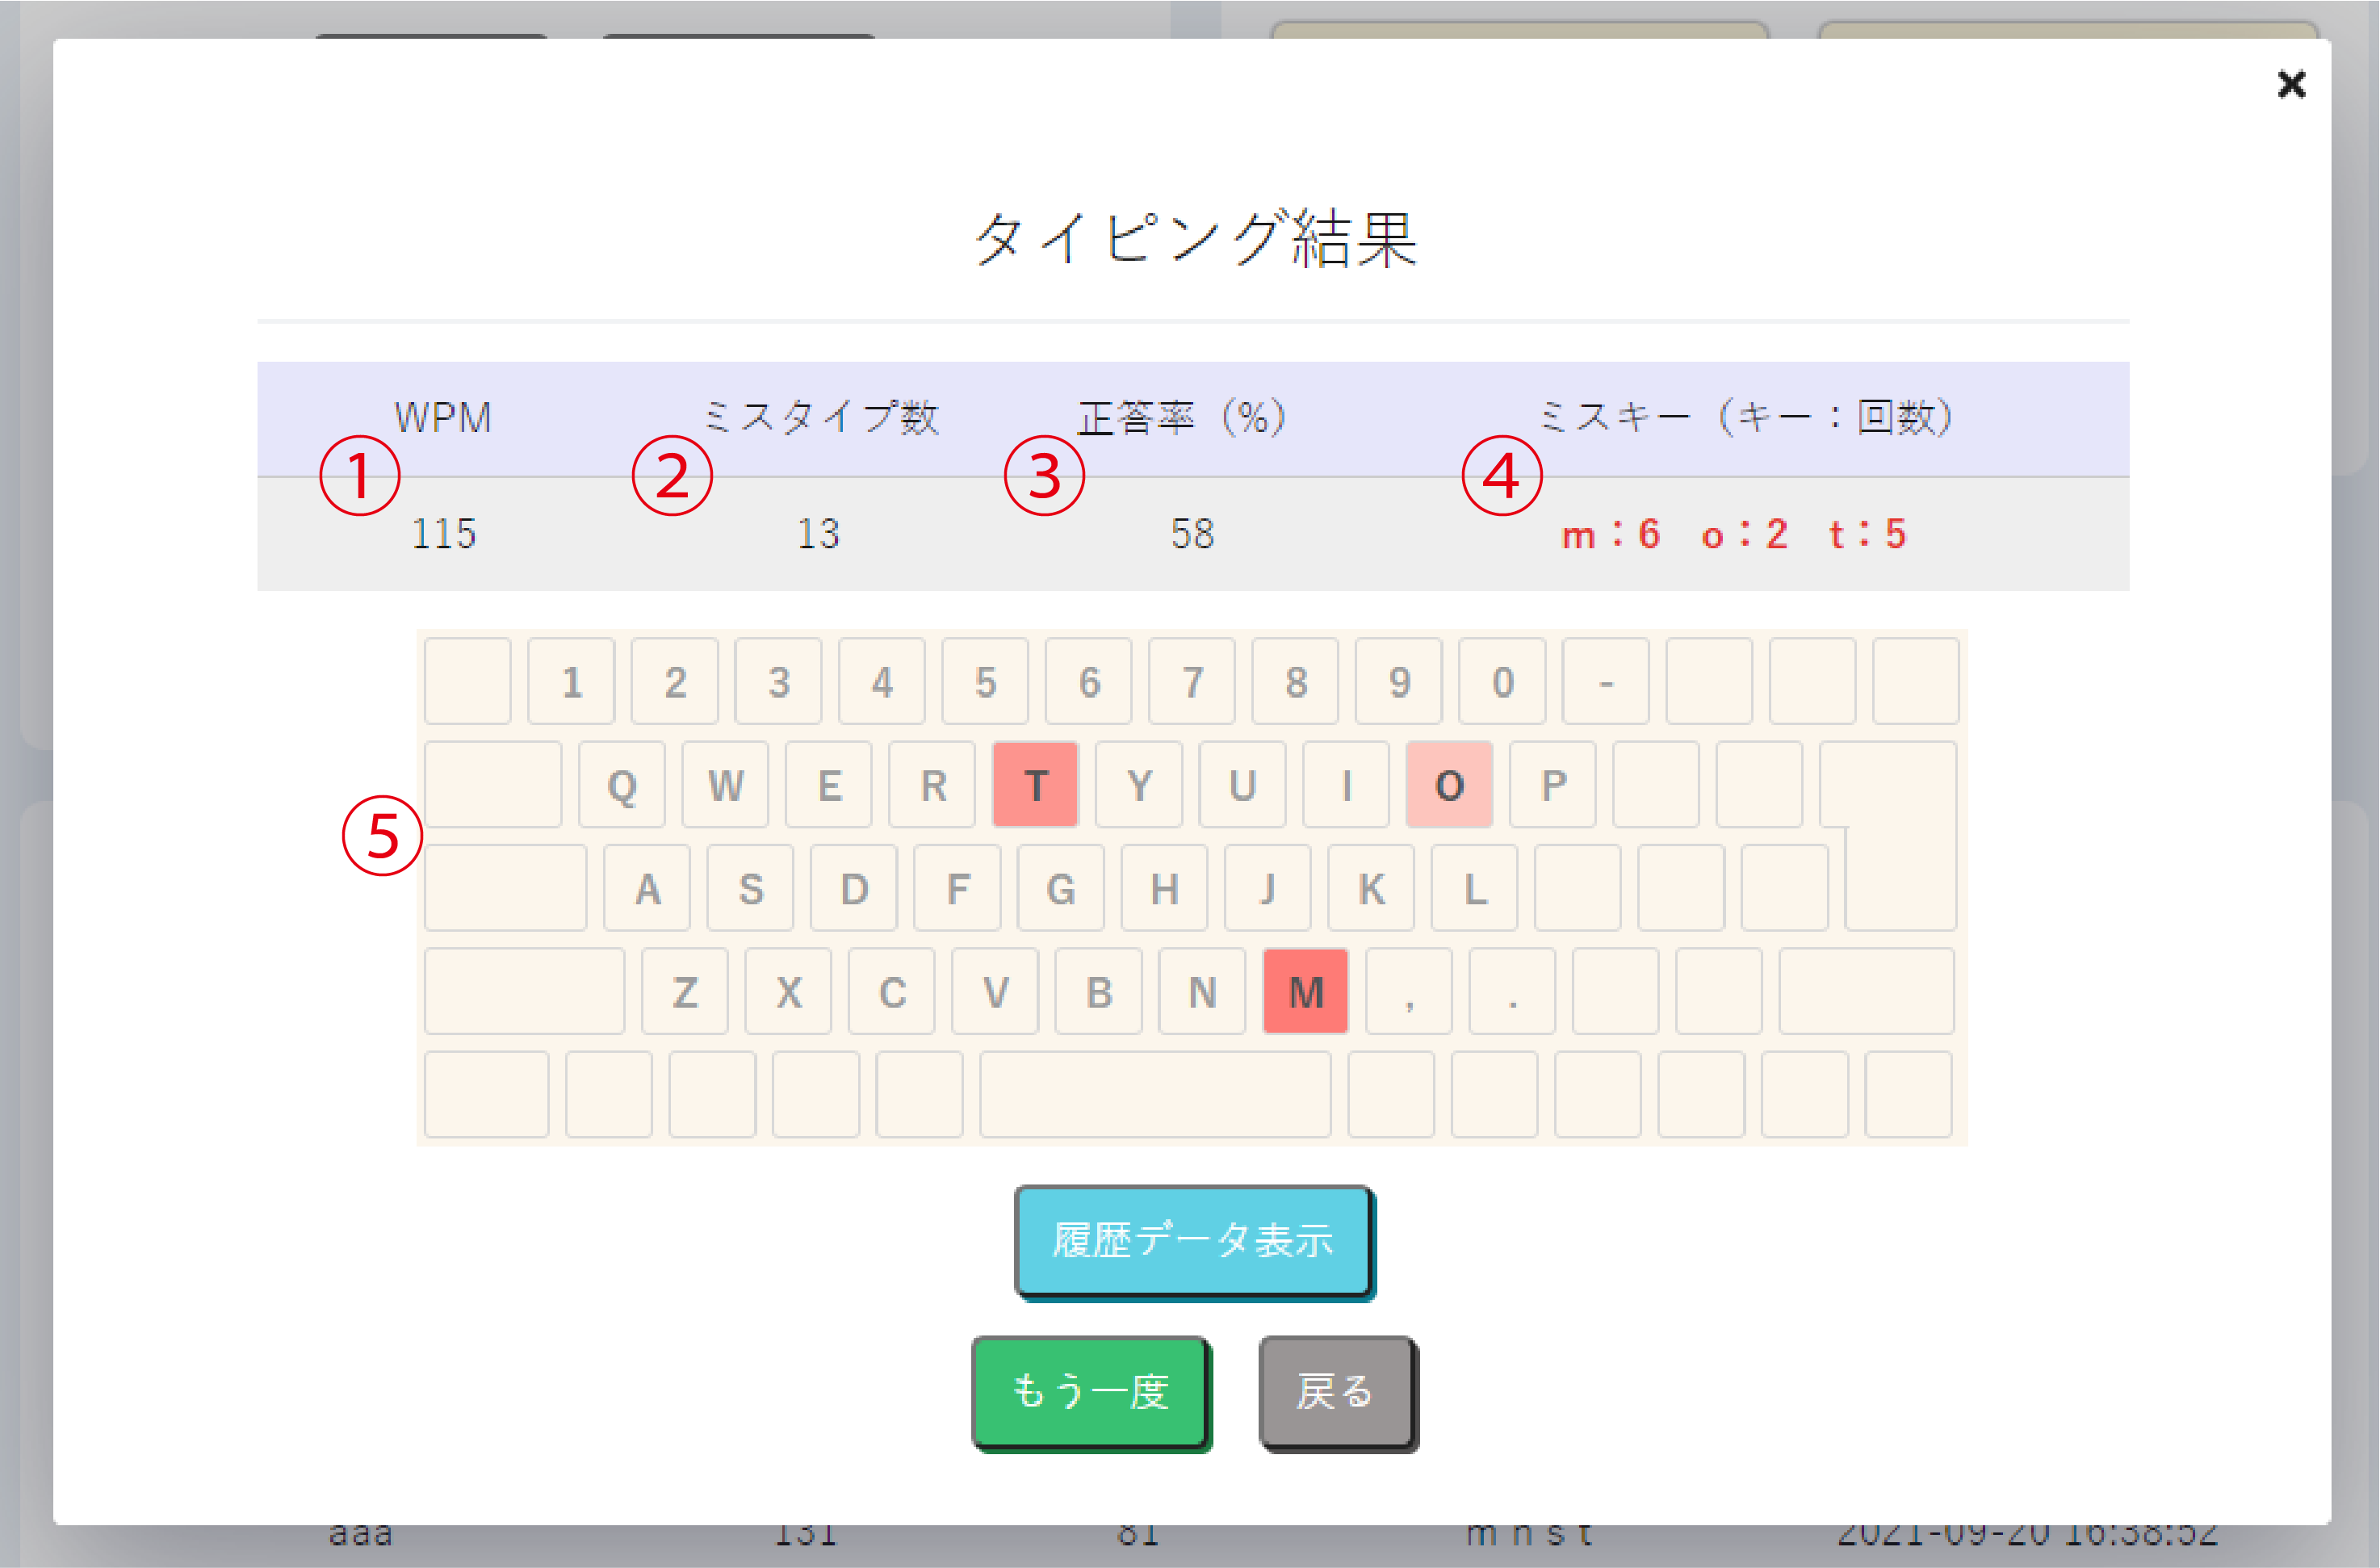 ×
タイピング結果
WPM ミスタイプ数 正答率（%） ミスキー（キー：回数）
① ② ③ ④
115 13 58 m：6 o：2 t：5
1 2 3 4 5 6 7 8 9 0 -
Q W E R T Y U I O P
⑤
A S D F G H J K L
Z X C V B N M , .
履歴データ表示
もう一度 戻る
aaa 131 81 m n s t 2021-09-20 16:38:52